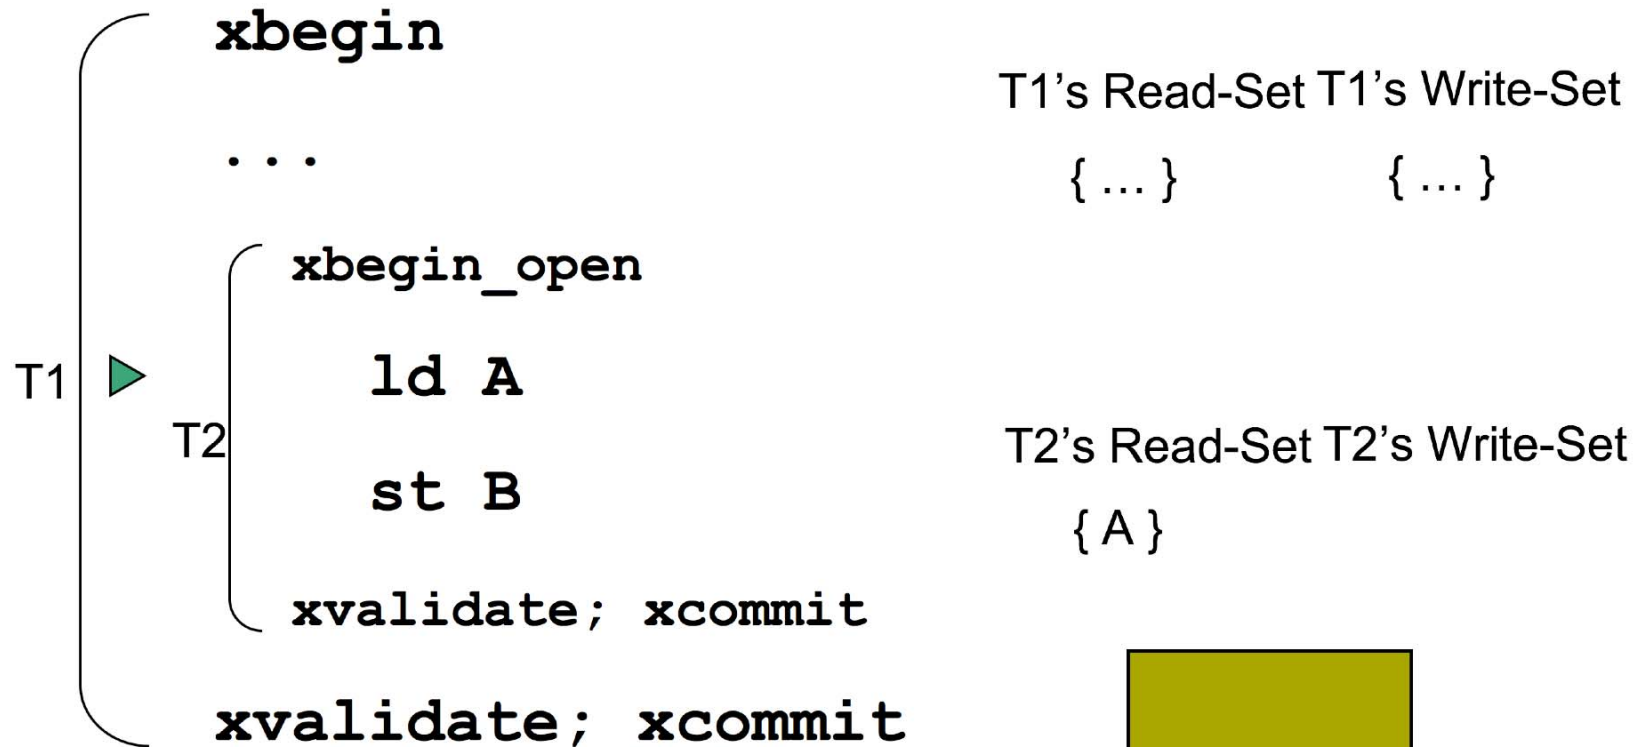 xbegin
T1's Read-Set T1's Write-Set
...
{ ... } { ... }
xbegin_open
T1
ld A
T2
T2's Read-Set T2's Write-Set
st B
{ A }
xvalidate; xcommit
xvalidate; xcommit